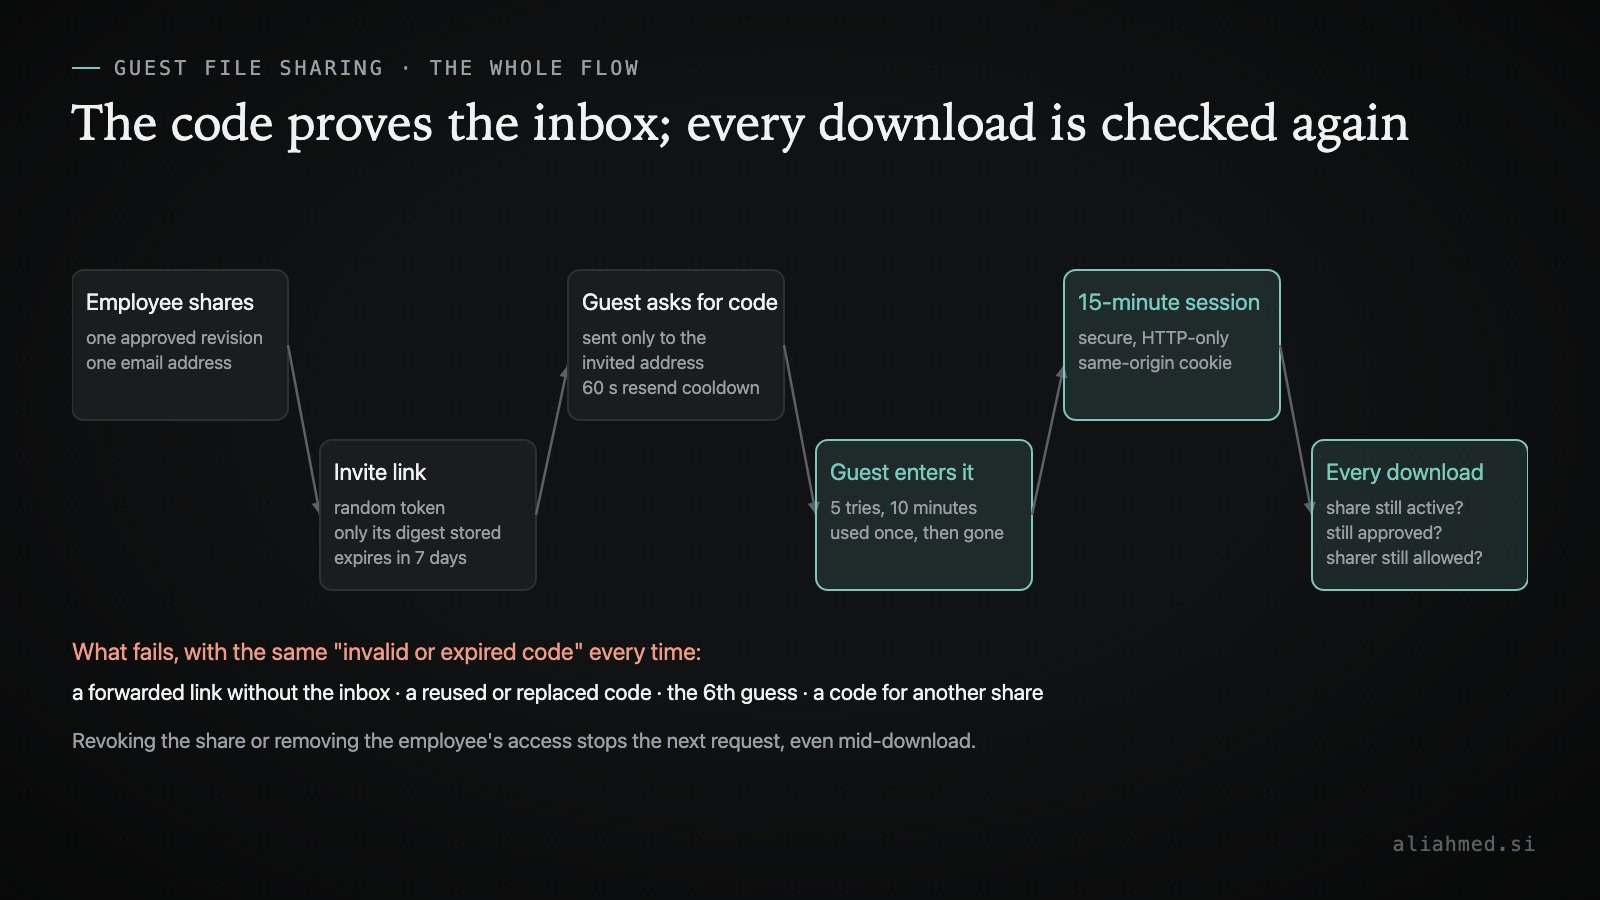 GUEST FILE SHARING · THE WHOLE FLOW
The code proves the inbox; every download is checked again
Employee shares
one approved revision
one email address
Invite link
random token
only its digest stored
expires in 7 days
Guest asks for code
sent only to the
invited address
60 s resend cooldown
Guest enters it
5 tries, 10 minutes
used once, then gone
15-minute session
secure, HTTP-only
same-origin cookie
Every download
share still active?
still approved?
sharer still allowed?
What fails, with the same "invalid or expired code" every time:
a forwarded link without the inbox · a reused or replaced code · the 6th guess · a code for another share
Revoking the share or removing the employee's access stops the next request, even mid-download.
aliahmed.si